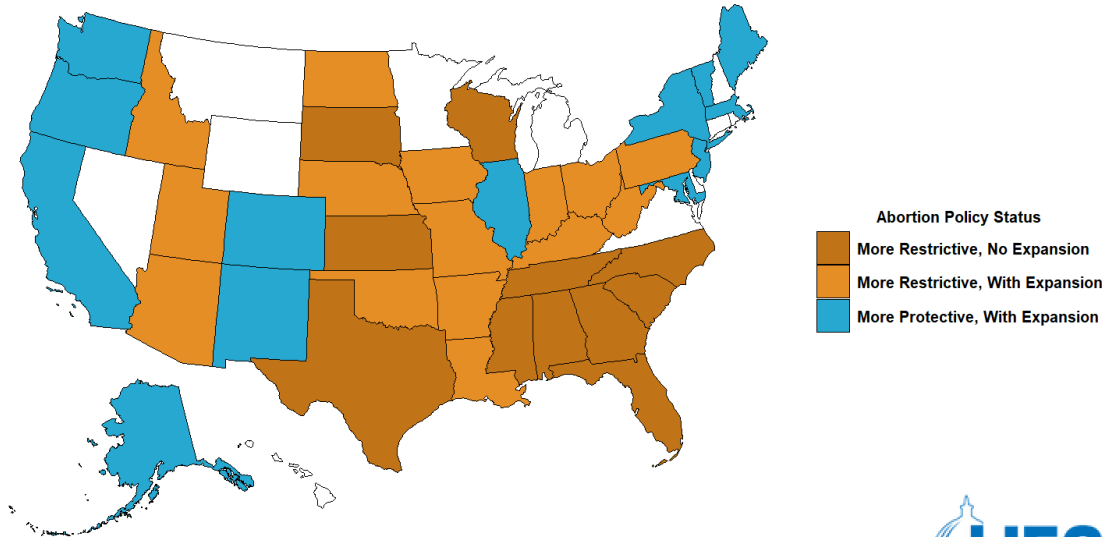 Abortion Policy Status
More Restrictive, No Expansion
More Restrictive, With Expansion
More Protective, With Expansion